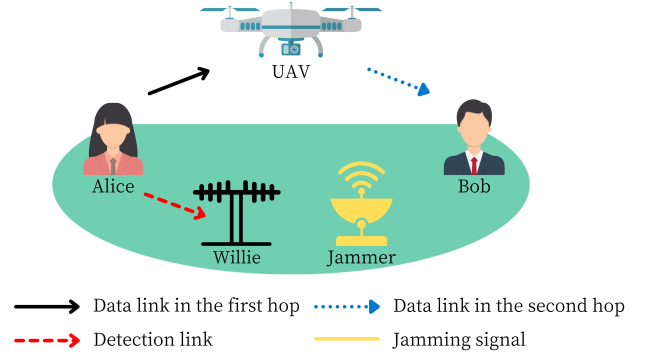 UAV
Alice
Bob
Willie
Jammer
Data link in the first hop
Data link in the second hop
Detection link
Jamming signal